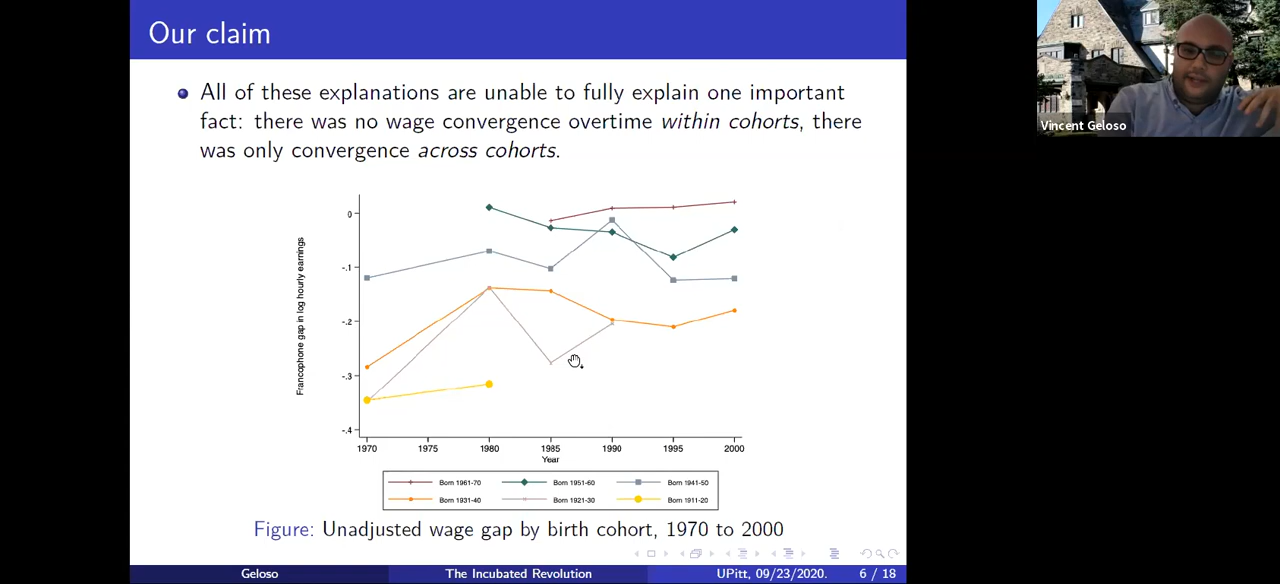 Our claim
All of these explanations are unable to fully explain one important
fact: there was no wage convergence overtime within cohorts, there
was only convergence across cohorts.
Francophone gap in log hourly earnings
0
-.1
-.2
-.3
-.4
1970 1975 1980 1985 1990 1995 2000
Year
Born 1961-70 Born 1951-60 Born 1941-50
Born 1931-40 Born 1921-30 Born 1911-20
Figure: Unadjusted wage gap by birth cohort, 1970 to 2000
Geloso The Incubated Revolution UPitt, 09/23/2020. 6 / 18
Vincent Geloso